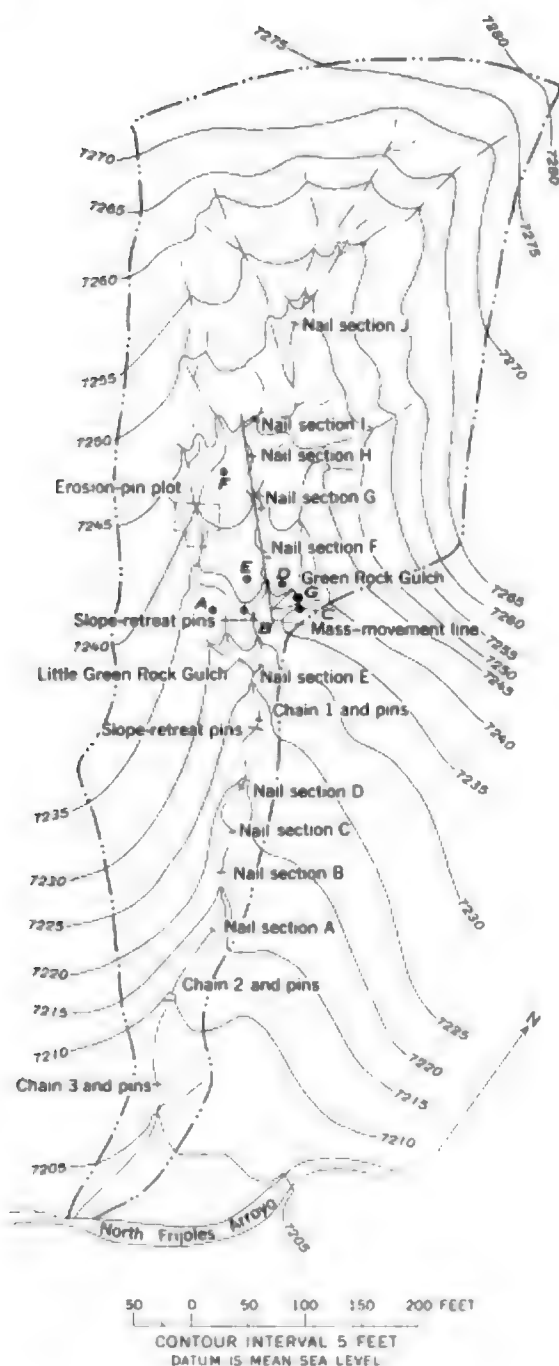 7275
7280
7270
7265
7280
7275
7260
Nail section J
7255
7270
7250
Nail section I
Nail section H
Erosion-pin plot
F
Nail section G
7245
Nail section F
E
D
Green Rock Gulch
7265
A
G
7260
C
7255
Slope-retreat pins
B
Mass-movement line
7250
7240
7245
Little Green Rock Gulch
Nail section E
7240
Chain 1 and pins
Slope-retreat pins
7235
Nail section D
7235
Nail section C
7230
Nail section B
7230
7225
Nail section A
7220
Chain 2 and pins
7225
N
7215
7220
7210
7215
Chain 3 and pins
7210
7205
North Frijoles Arroyo
7205
50 0 50 100 200 FEET
CONTOUR INTERVAL 5 FEET
DATUM IS MEAN SEA LEVEL